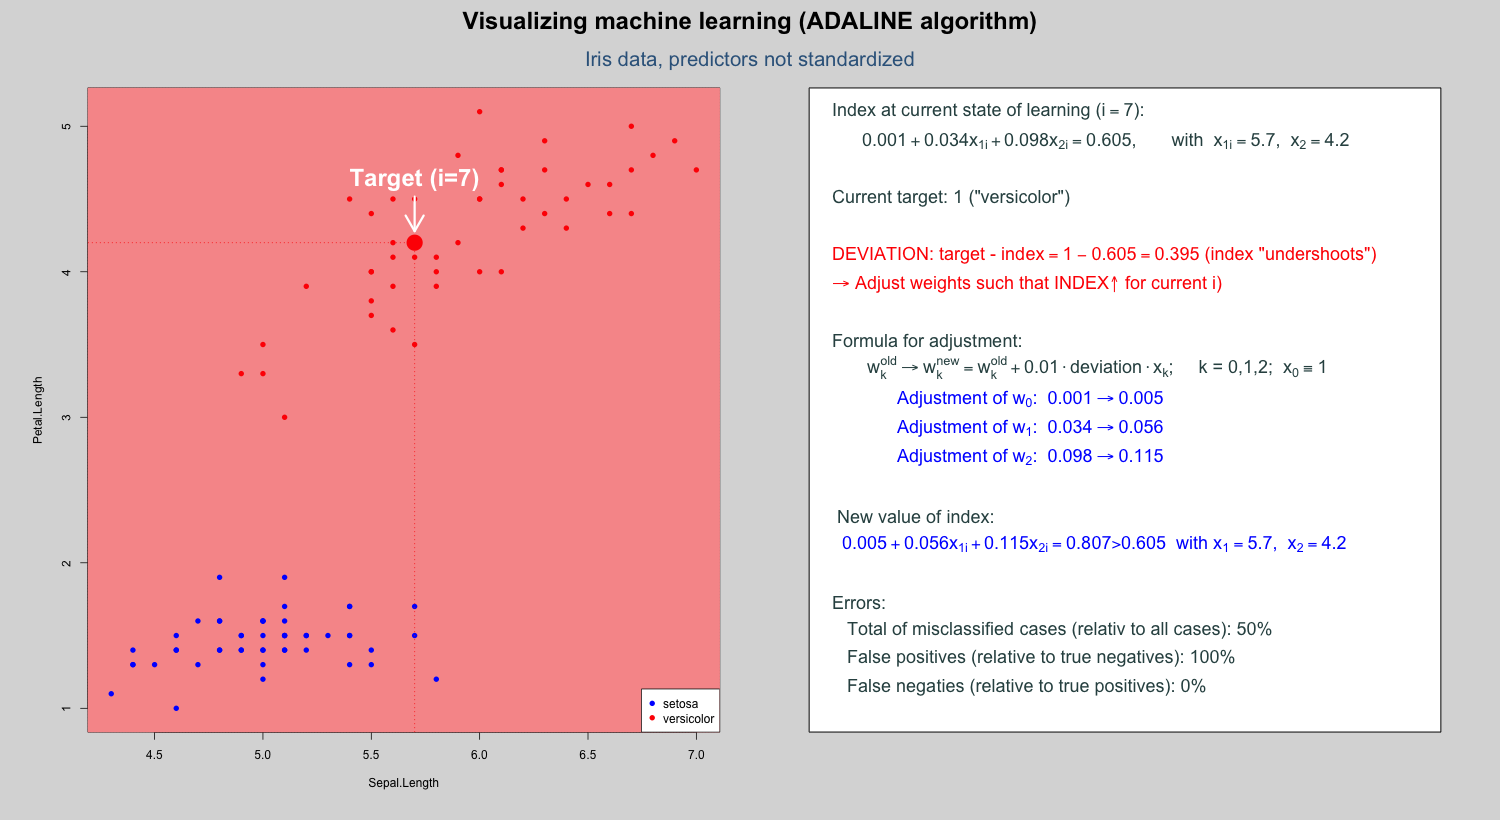 Visualizing machine learning (ADALINE algorithm)
Iris data, predictors not standardized
Petal.Length
5
4
3
2
1
Target (i=7)
setosa
versicolor
4.5 5.0 5.5 6.0 6.5 7.0
Sepal.Length
Index at current state of learning (i = 7):
0.001 + 0.034x1i + 0.098x2i = 0.605, with x1i = 5.7, x2 = 4.2
Current target: 1 ("versicolor")
DEVIATION: target - index = 1 − 0.605 = 0.395 (index "undershoots")
→ Adjust weights such that INDEX↑ for current i)
Formula for adjustment:
w_k^old → w_k^new = w_k^old + 0.01 · deviation · xk; k = 0,1,2; x0 ≡ 1
Adjustment of w0: 0.001 → 0.005
Adjustment of w1: 0.034 → 0.056
Adjustment of w2: 0.098 → 0.115
New value of index:
0.005 + 0.056x1i + 0.115x2i = 0.807>0.605 with x1 = 5.7, x2 = 4.2
Errors:
Total of misclassified cases (relativ to all cases): 50%
False positives (relative to true negatives): 100%
False negaties (relative to true positives): 0%